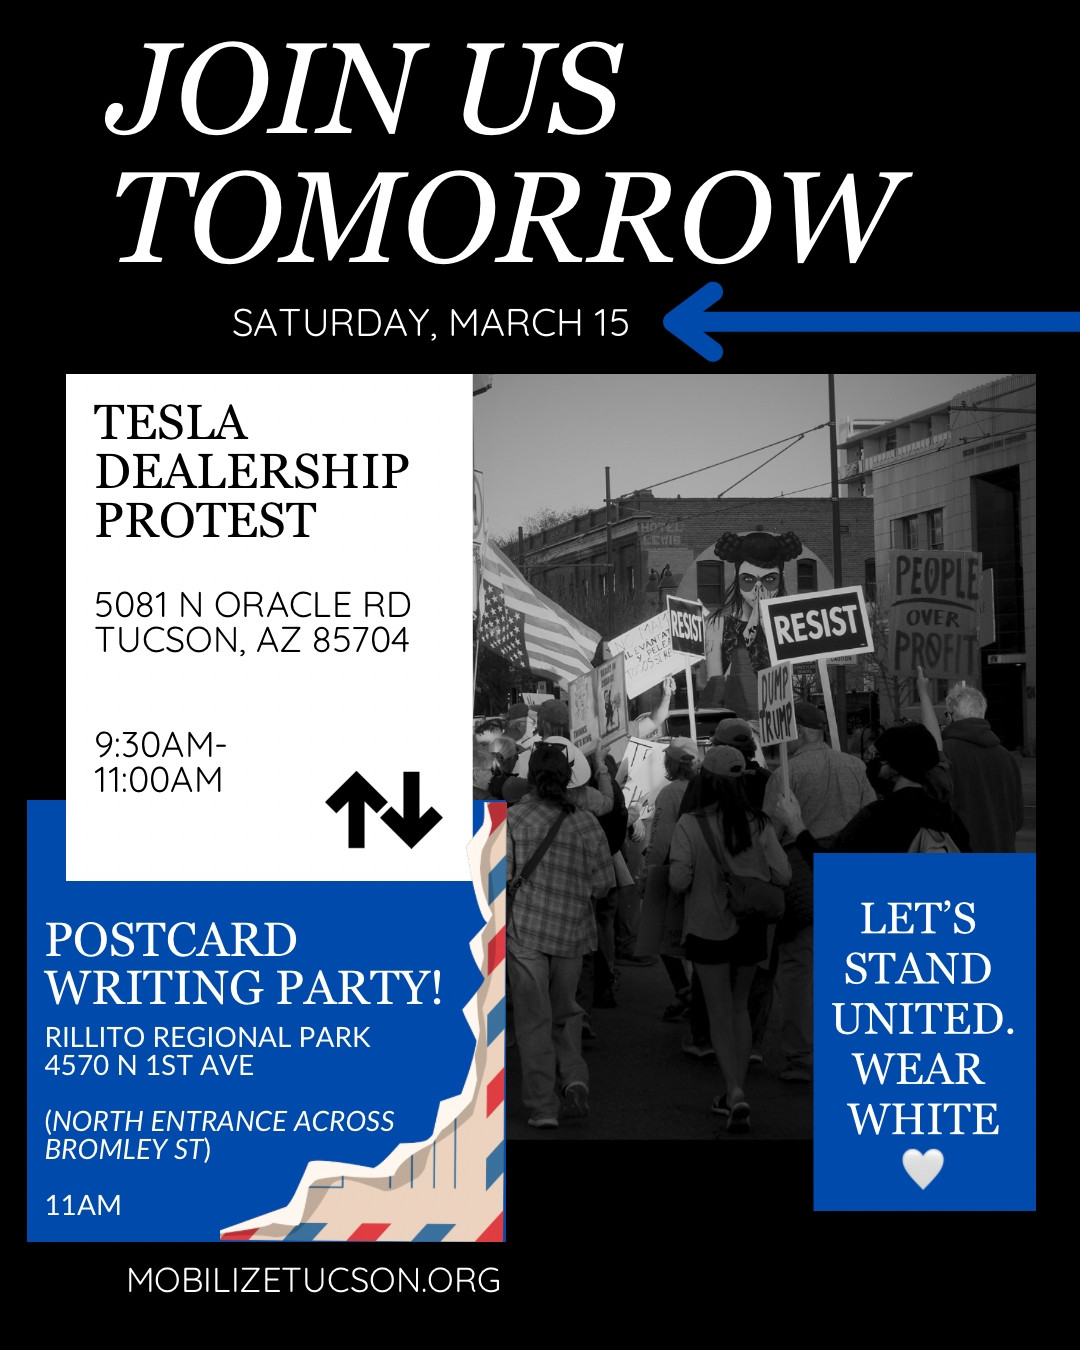 JOIN US
TOMORROW
SATURDAY, MARCH 15
TESLA
DEALERSHIP
PROTEST
5081 N ORACLE RD
TUCSON, AZ 85704
9:30AM-
11:00AM
HOTEL
LEWIS
RESIST
RESIST
PEOPLE
OVER
PROFIT
DUMP
TRUMP
POSTCARD
WRITING PARTY!
RILLITO REGIONAL PARK
4570 N 1ST AVE
(NORTH ENTRANCE ACROSS
BROMLEY ST)
11AM
LET’S
STAND
UNITED.
WEAR
WHITE
MOBILIZETUCSON.ORG